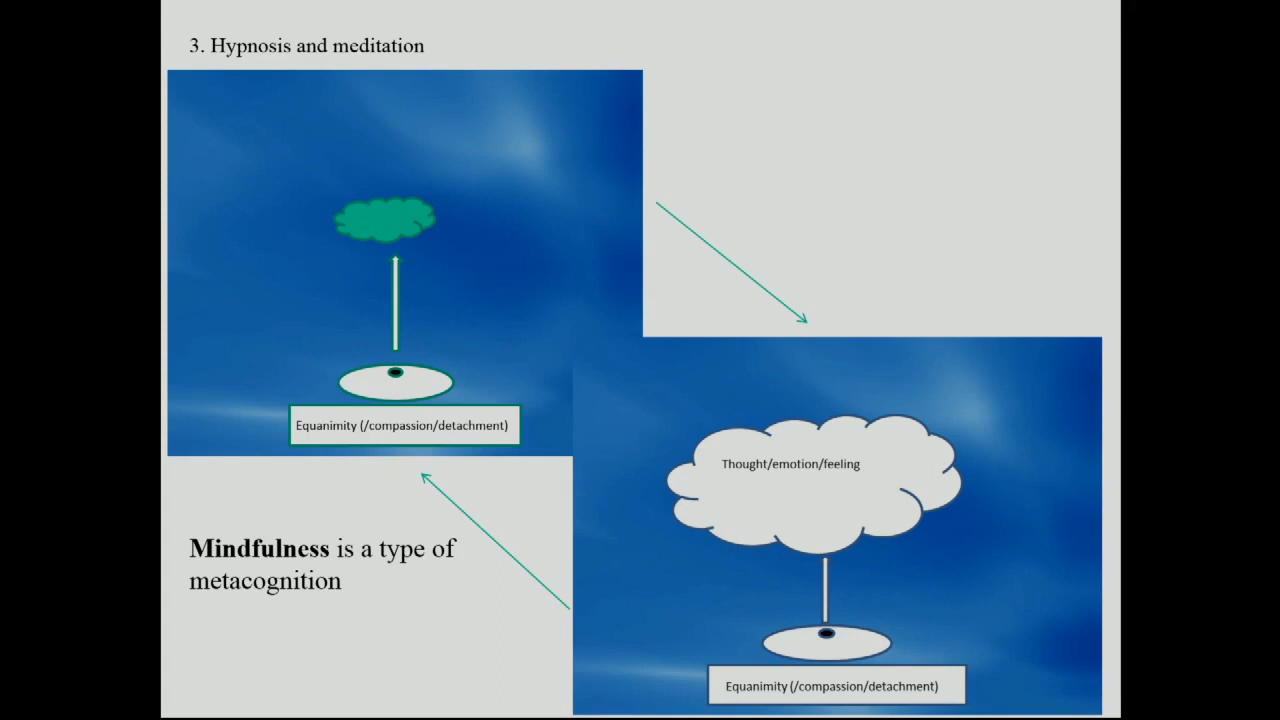 3. Hypnosis and meditation
Equanimity (/compassion/detachment)
Thought/emotion/feeling
Mindfulness is a type of
metacognition
Equanimity (/compassion/detachment)